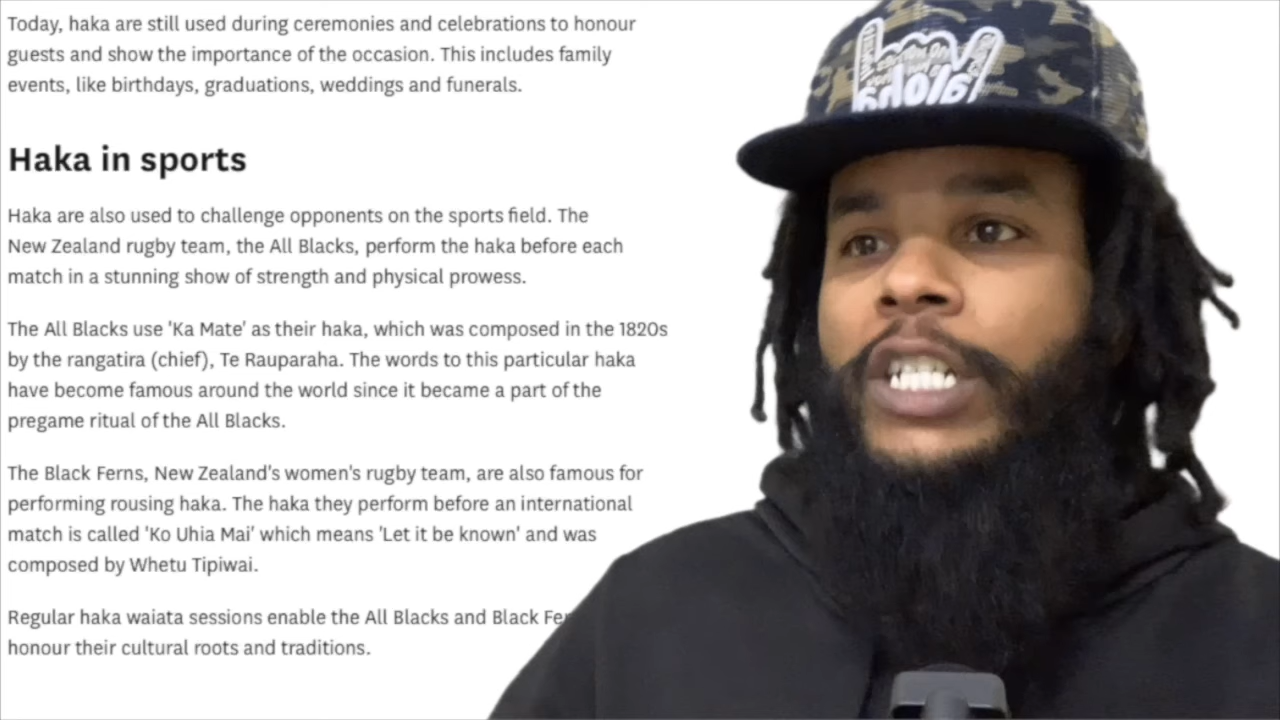 Today, haka are still used during ceremonies and celebrations to honour
guests and show the importance of the occasion. This includes family
events, like birthdays, graduations, weddings and funerals.
Haka in sports
Haka are also used to challenge opponents on the sports field. The
New Zealand rugby team, the All Blacks, perform the haka before each
match in a stunning show of strength and physical prowess.
The All Blacks use 'Ka Mate' as their haka, which was composed in the 1820s
by the rangatira (chief), Te Rauparaha. The words to this particular haka
have become famous around the world since it became a part of the
pregame ritual of the All Blacks.
The Black Ferns, New Zealand's women's rugby team, are also famous for
performing rousing haka. The haka they perform before an international
match is called 'Ko Uhia Mai' which means 'Let it be known' and was
composed by Whetu Tipiwai.
Regular haka waiata sessions enable the All Blacks and Black
honour their cultural roots and traditions.
aloha